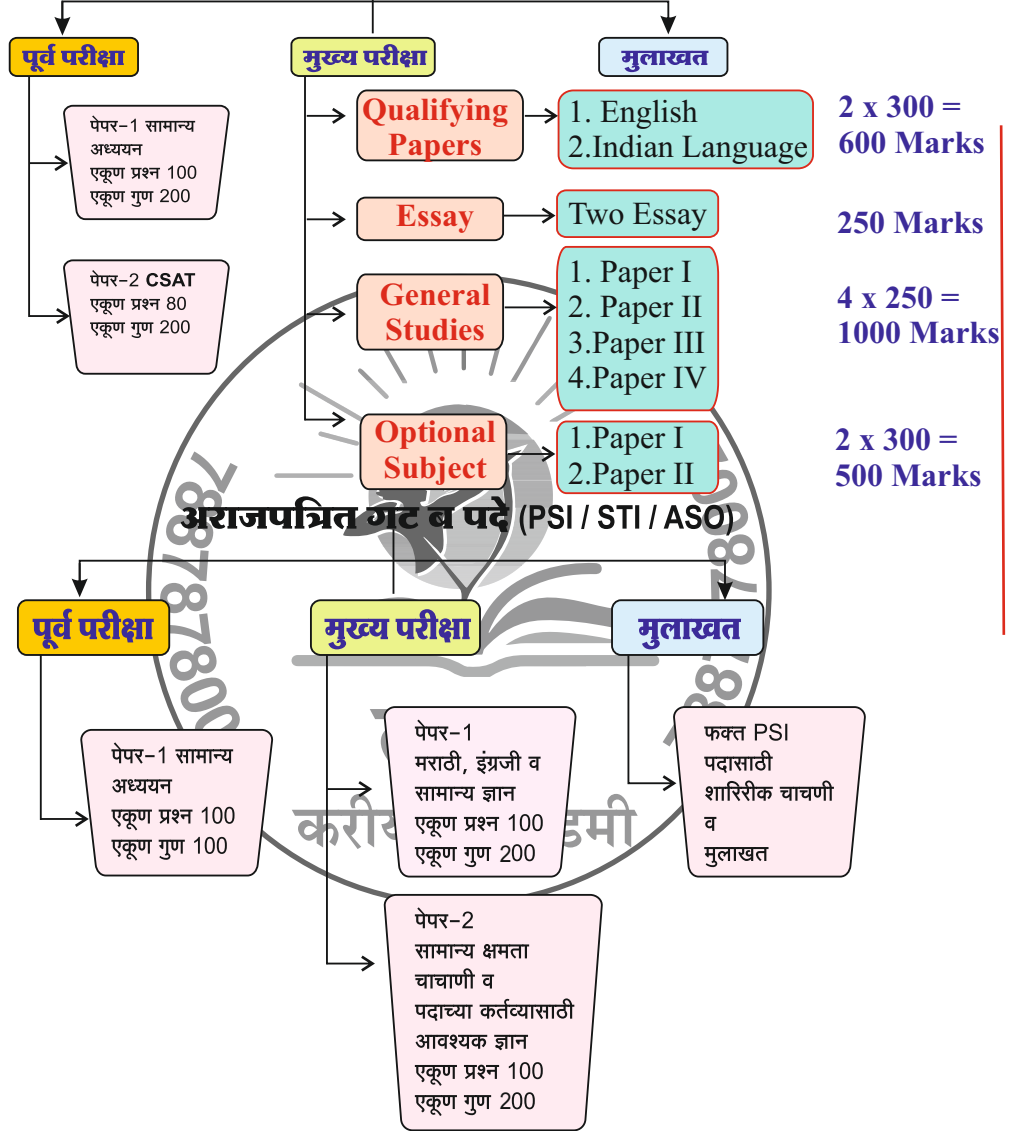 पूर्व परीक्षा
मुख्य परीक्षा
मुलाखत
पेपर-1 सामान्य
अध्ययन
एकूण प्रश्न 100
एकूण गुण 200
पेपर-2 CSAT
एकूण प्रश्न 80
एकूण गुण 200
Qualifying
Papers
1. English
2.Indian Language
2 x 300 =
600 Marks
Essay
Two Essay
250 Marks
General
Studies
1. Paper I
2. Paper II
3.Paper III
4.Paper IV
4 x 250 =
1000 Marks
Optional
Subject
1.Paper I
2.Paper II
2 x 300 =
500 Marks
अराजपत्रित गट ब पदे (PSI / STI / ASO)
पूर्व परीक्षा
मुख्य परीक्षा
मुलाखत
पेपर-1 सामान्य
अध्ययन
एकूण प्रश्न 100
एकूण गुण 100
पेपर-1
मराठी, इंग्रजी व
सामान्य ज्ञान
एकूण प्रश्न 100
एकूण गुण 200
फक्त PSI
पदासाठी
शारिरीक चाचणी
व
मुलाखत
पेपर-2
सामान्य क्षमता
चाचाणी व
पदाच्या कर्तव्यासाठी
आवश्यक ज्ञान
एकूण प्रश्न 100
एकूण गुण 200